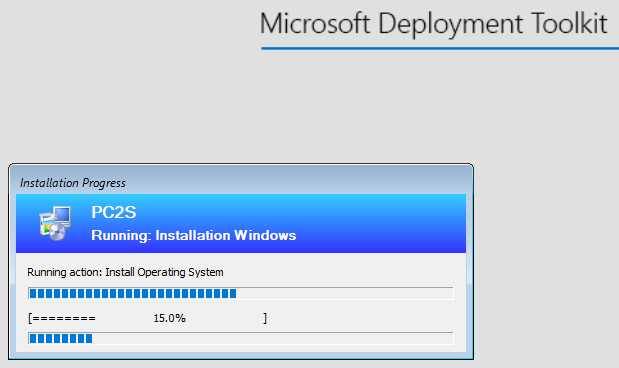 Microsoft Deployment Toolkit
Installation Progress
PC2S
Running: Installation Windows
Running action: Install Operating System
[======== 15.0% ]